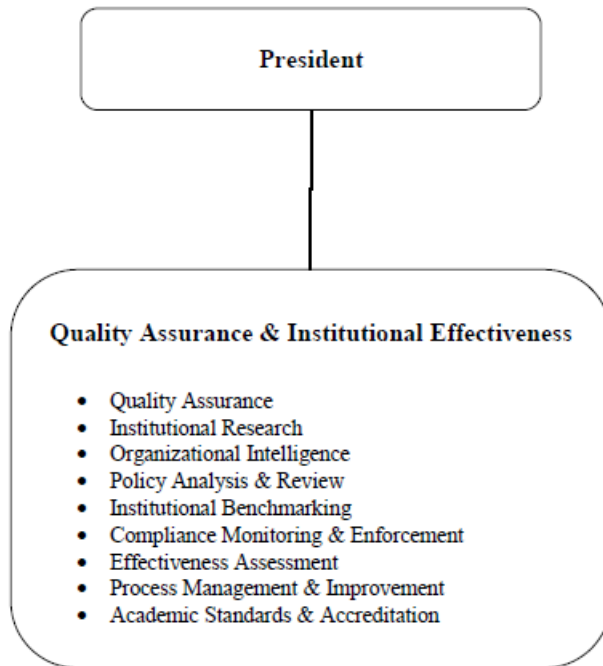 President
Quality Assurance & Institutional Effectiveness
• Quality Assurance
• Institutional Research
• Organizational Intelligence
• Policy Analysis & Review
• Institutional Benchmarking
• Compliance Monitoring & Enforcement
• Effectiveness Assessment
• Process Management & Improvement
• Academic Standards & Accreditation